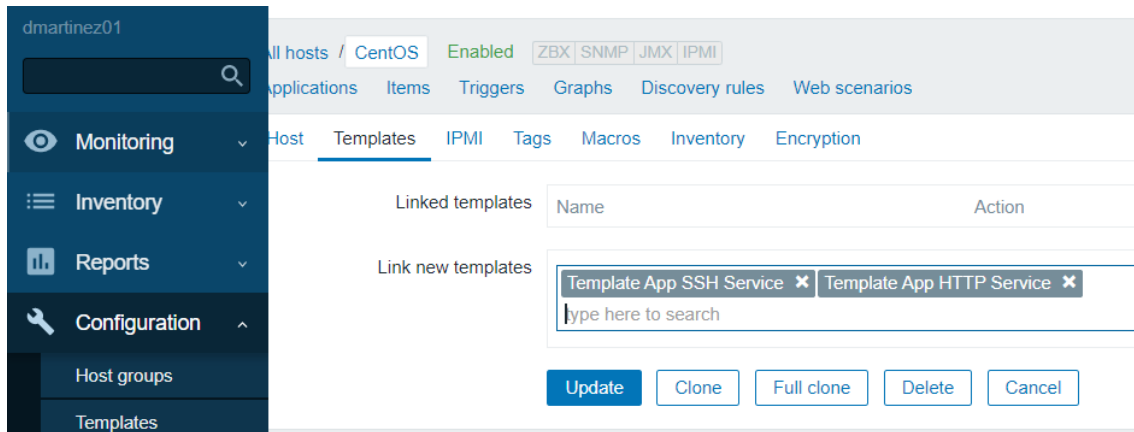 dmartinez01
All hosts / CentOS Enabled ZBX SNMP JMX IPMI
Applications Items Triggers Graphs Discovery rules Web scenarios
Monitoring
Host Templates IPMI Tags Macros Inventory Encryption
Inventory
Linked templates Name Action
Reports
Link new templates
Template App SSH Service Template App HTTP Service
type here to search
Configuration
Host groups
Update Clone Full clone Delete Cancel
Templates